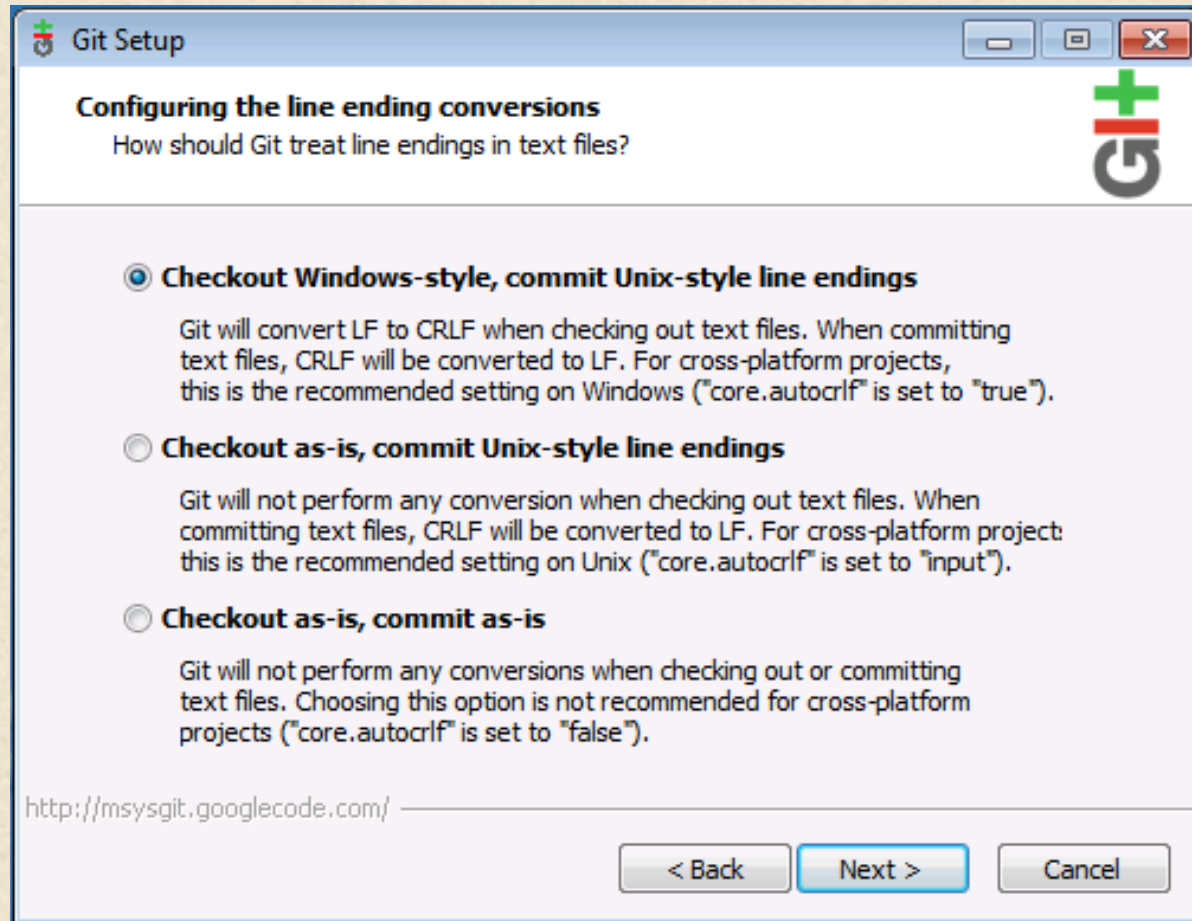 Git Setup
Configuring the line ending conversions
How should Git treat line endings in text files?
GIt
Checkout Windows-style, commit Unix-style line endings
Git will convert LF to CRLF when checking out text files. When committing
text files, CRLF will be converted to LF. For cross-platform projects,
this is the recommended setting on Windows ("core.autocrlf" is set to "true").
Checkout as-is, commit Unix-style line endings
Git will not perform any conversion when checking out text files. When
committing text files, CRLF will be converted to LF. For cross-platform projects
this is the recommended setting on Unix ("core.autocrlf" is set to "input").
Checkout as-is, commit as-is
Git will not perform any conversions when checking out or committing
text files. Choosing this option is not recommended for cross-platform
projects ("core.autocrlf" is set to "false").
http://msysgit.googlecode.com/
< Back Next > Cancel